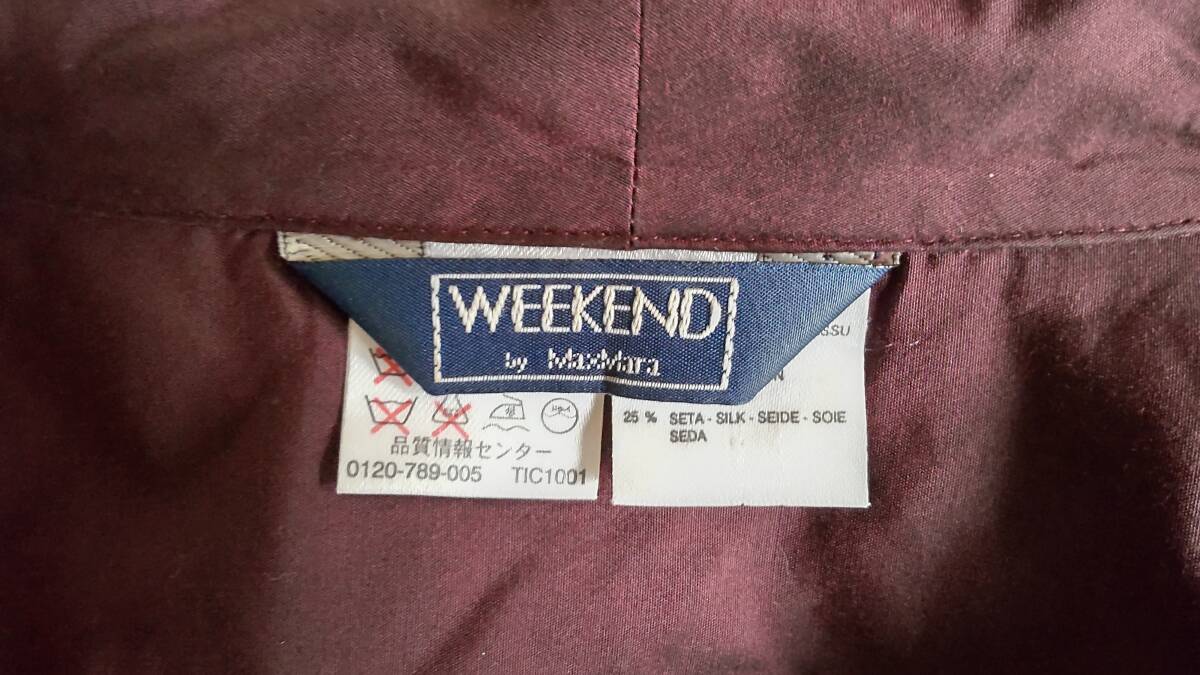 WEEKEND
by MaxMara
品質情報センター
0120-789-005 TIC1001
25 % SETA - SILK - SEIDE - SOIE
SEDA